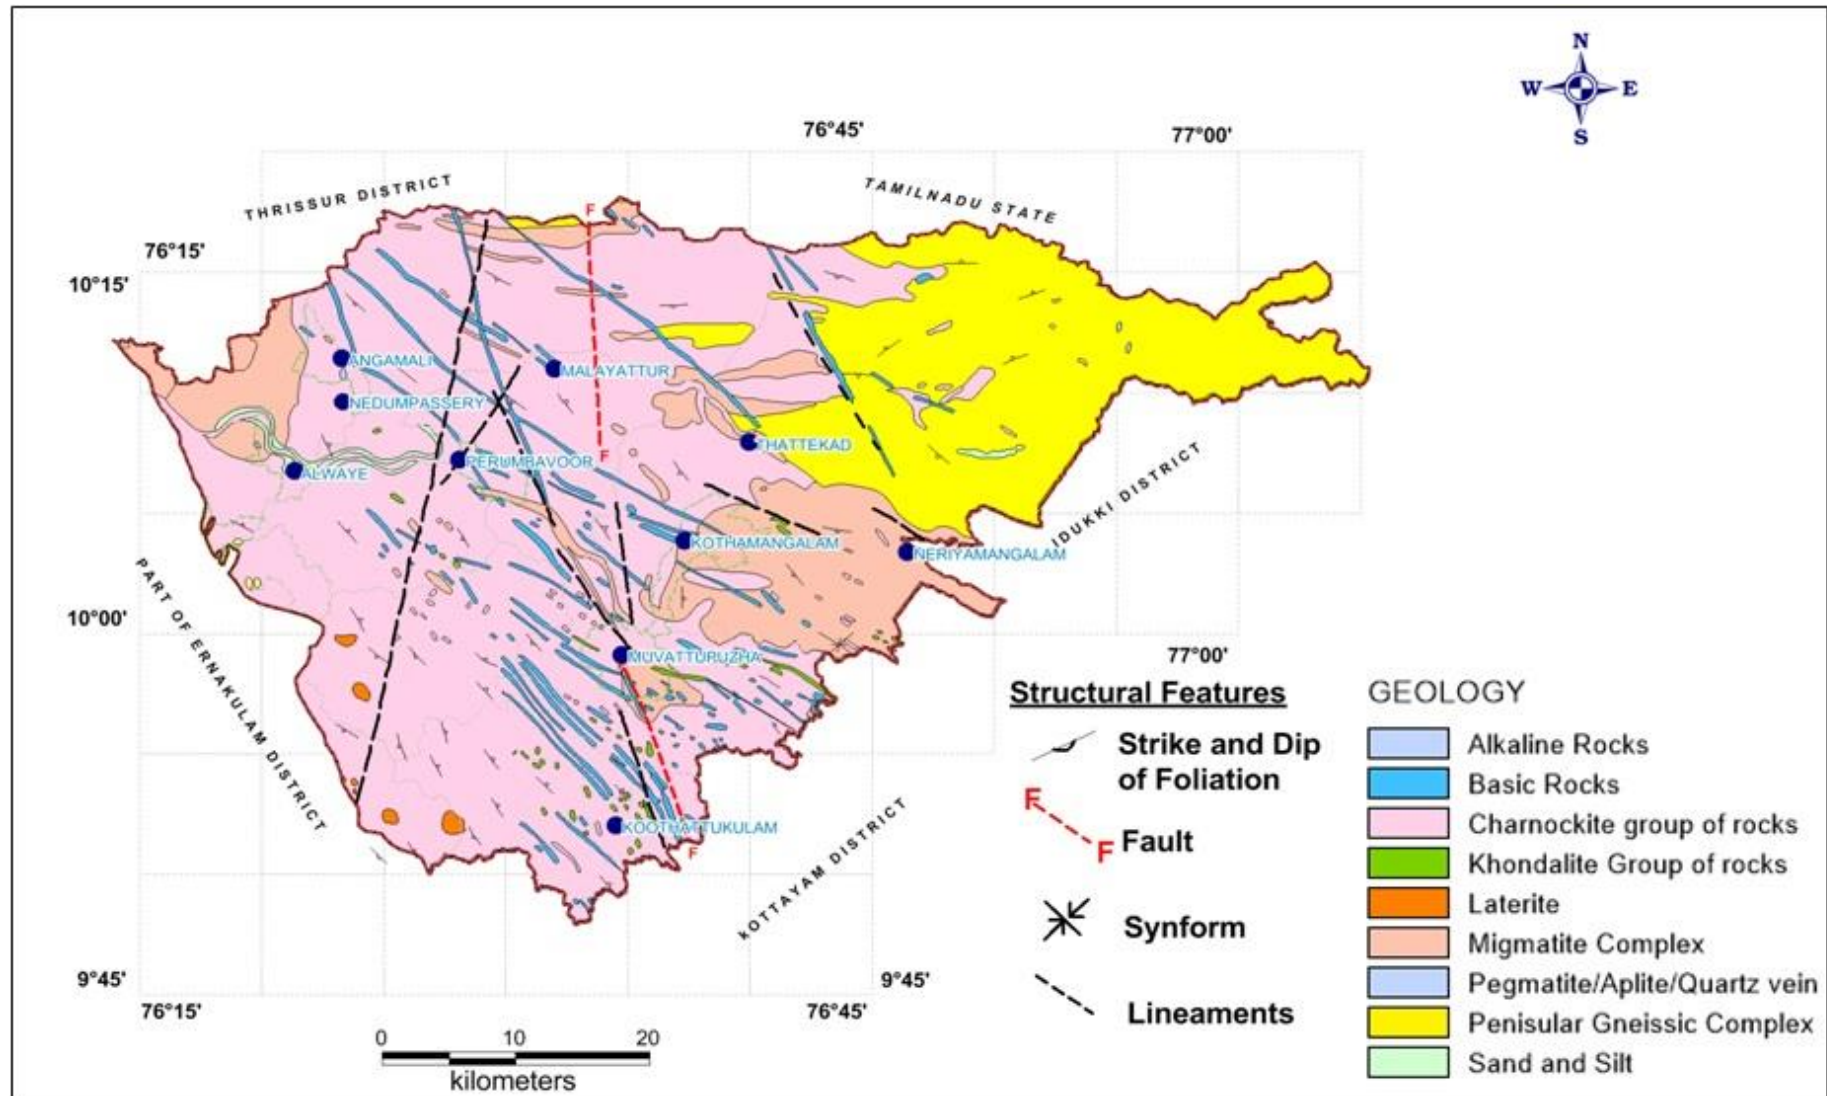 N
W E
S
76°45'
77°00'
THRISSUR DISTRICT
TAMILNADU STATE
F
76°15'
10°15'
ANGAMALI
MALAYATTUR
NEDUMPASSERY
THATTEKAD
F
PERUMBAVOOR
ALWAYE
IDUKKI DISTRICT
KOTHAMANGALAM
NERIYAMANGALAM
PART OF ERNAKULAM DISTRICT
10°00'
MUVATTUPUZHA
77°00'
KOOTHATTUKULAM
F
kOTTAYAM DISTRICT
9°45'
9°45'
76°15'
76°45'
0 10 20
kilometers
Structural Features
Strike and Dip
of Foliation
F
F Fault
Synform
Lineaments
GEOLOGY
Alkaline Rocks
Basic Rocks
Charnockite group of rocks
Khondalite Group of rocks
Laterite
Migmatite Complex
Pegmatite/Aplite/Quartz vein
Penisular Gneissic Complex
Sand and Silt